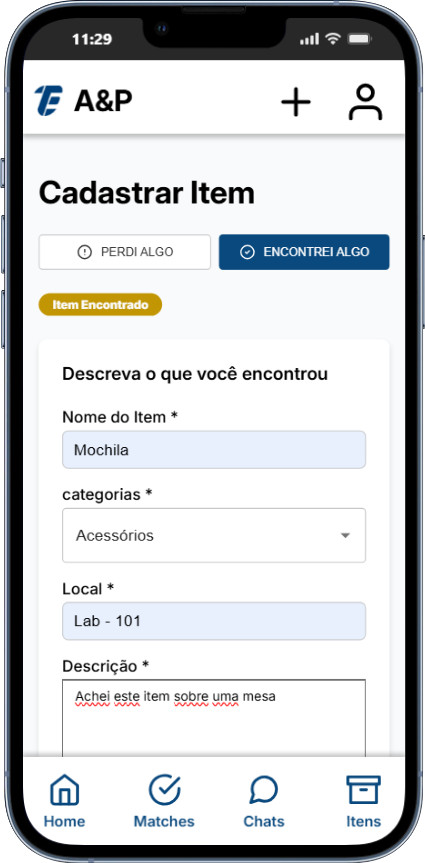 11:29
A&P
Cadastrar Item
PERDI ALGO
ENCONTREI ALGO
Item Encontrado
Descreva o que você encontrou
Nome do Item *
Mochila
categorias *
Acessórios
Local *
Lab - 101
Descrição *
Achei este item sobre uma mesa
Home Matches Chats Itens